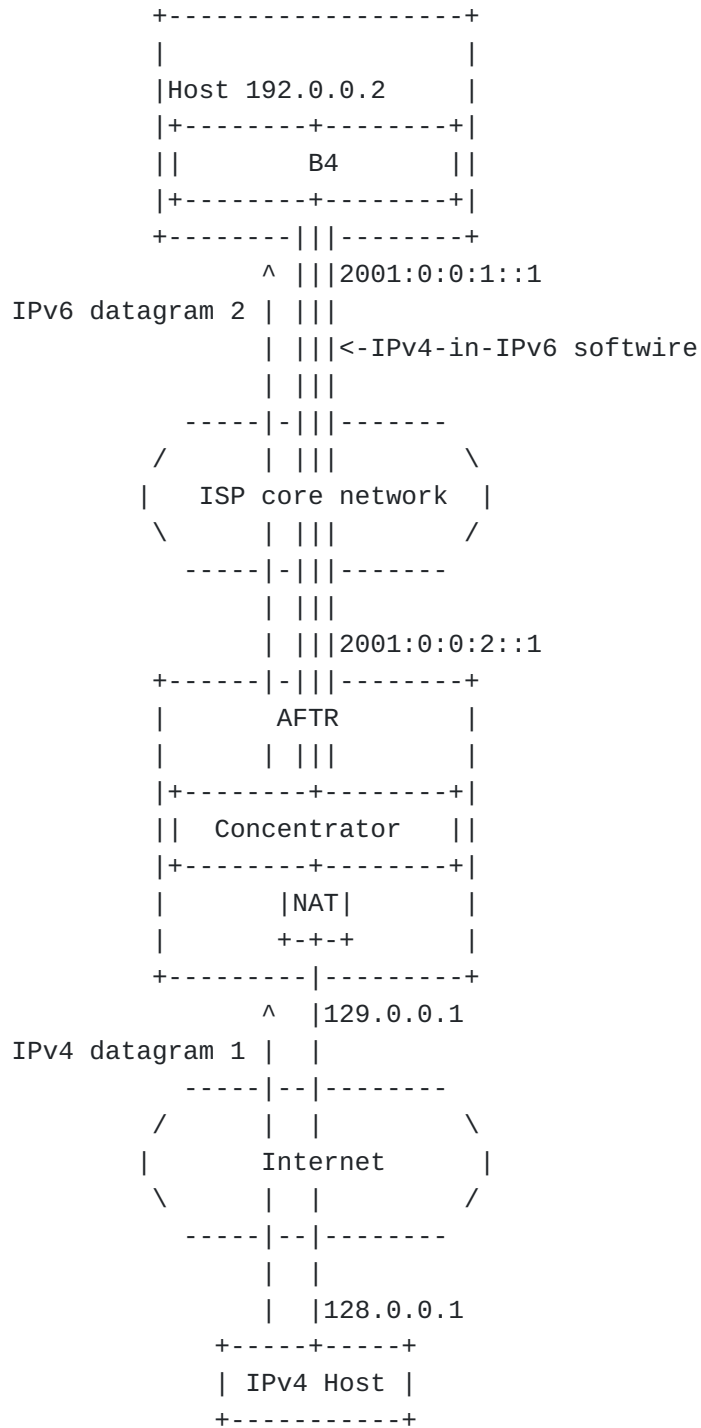 Host 192.0.0.2
B4
2001:0:0:1::1
IPv6 datagram 2
<-IPv4-in-IPv6 softwire
ISP core network
2001:0:0:2::1
AFTR
Concentrator
NAT
129.0.0.1
IPv4 datagram 1
Internet
128.0.0.1
IPv4 Host